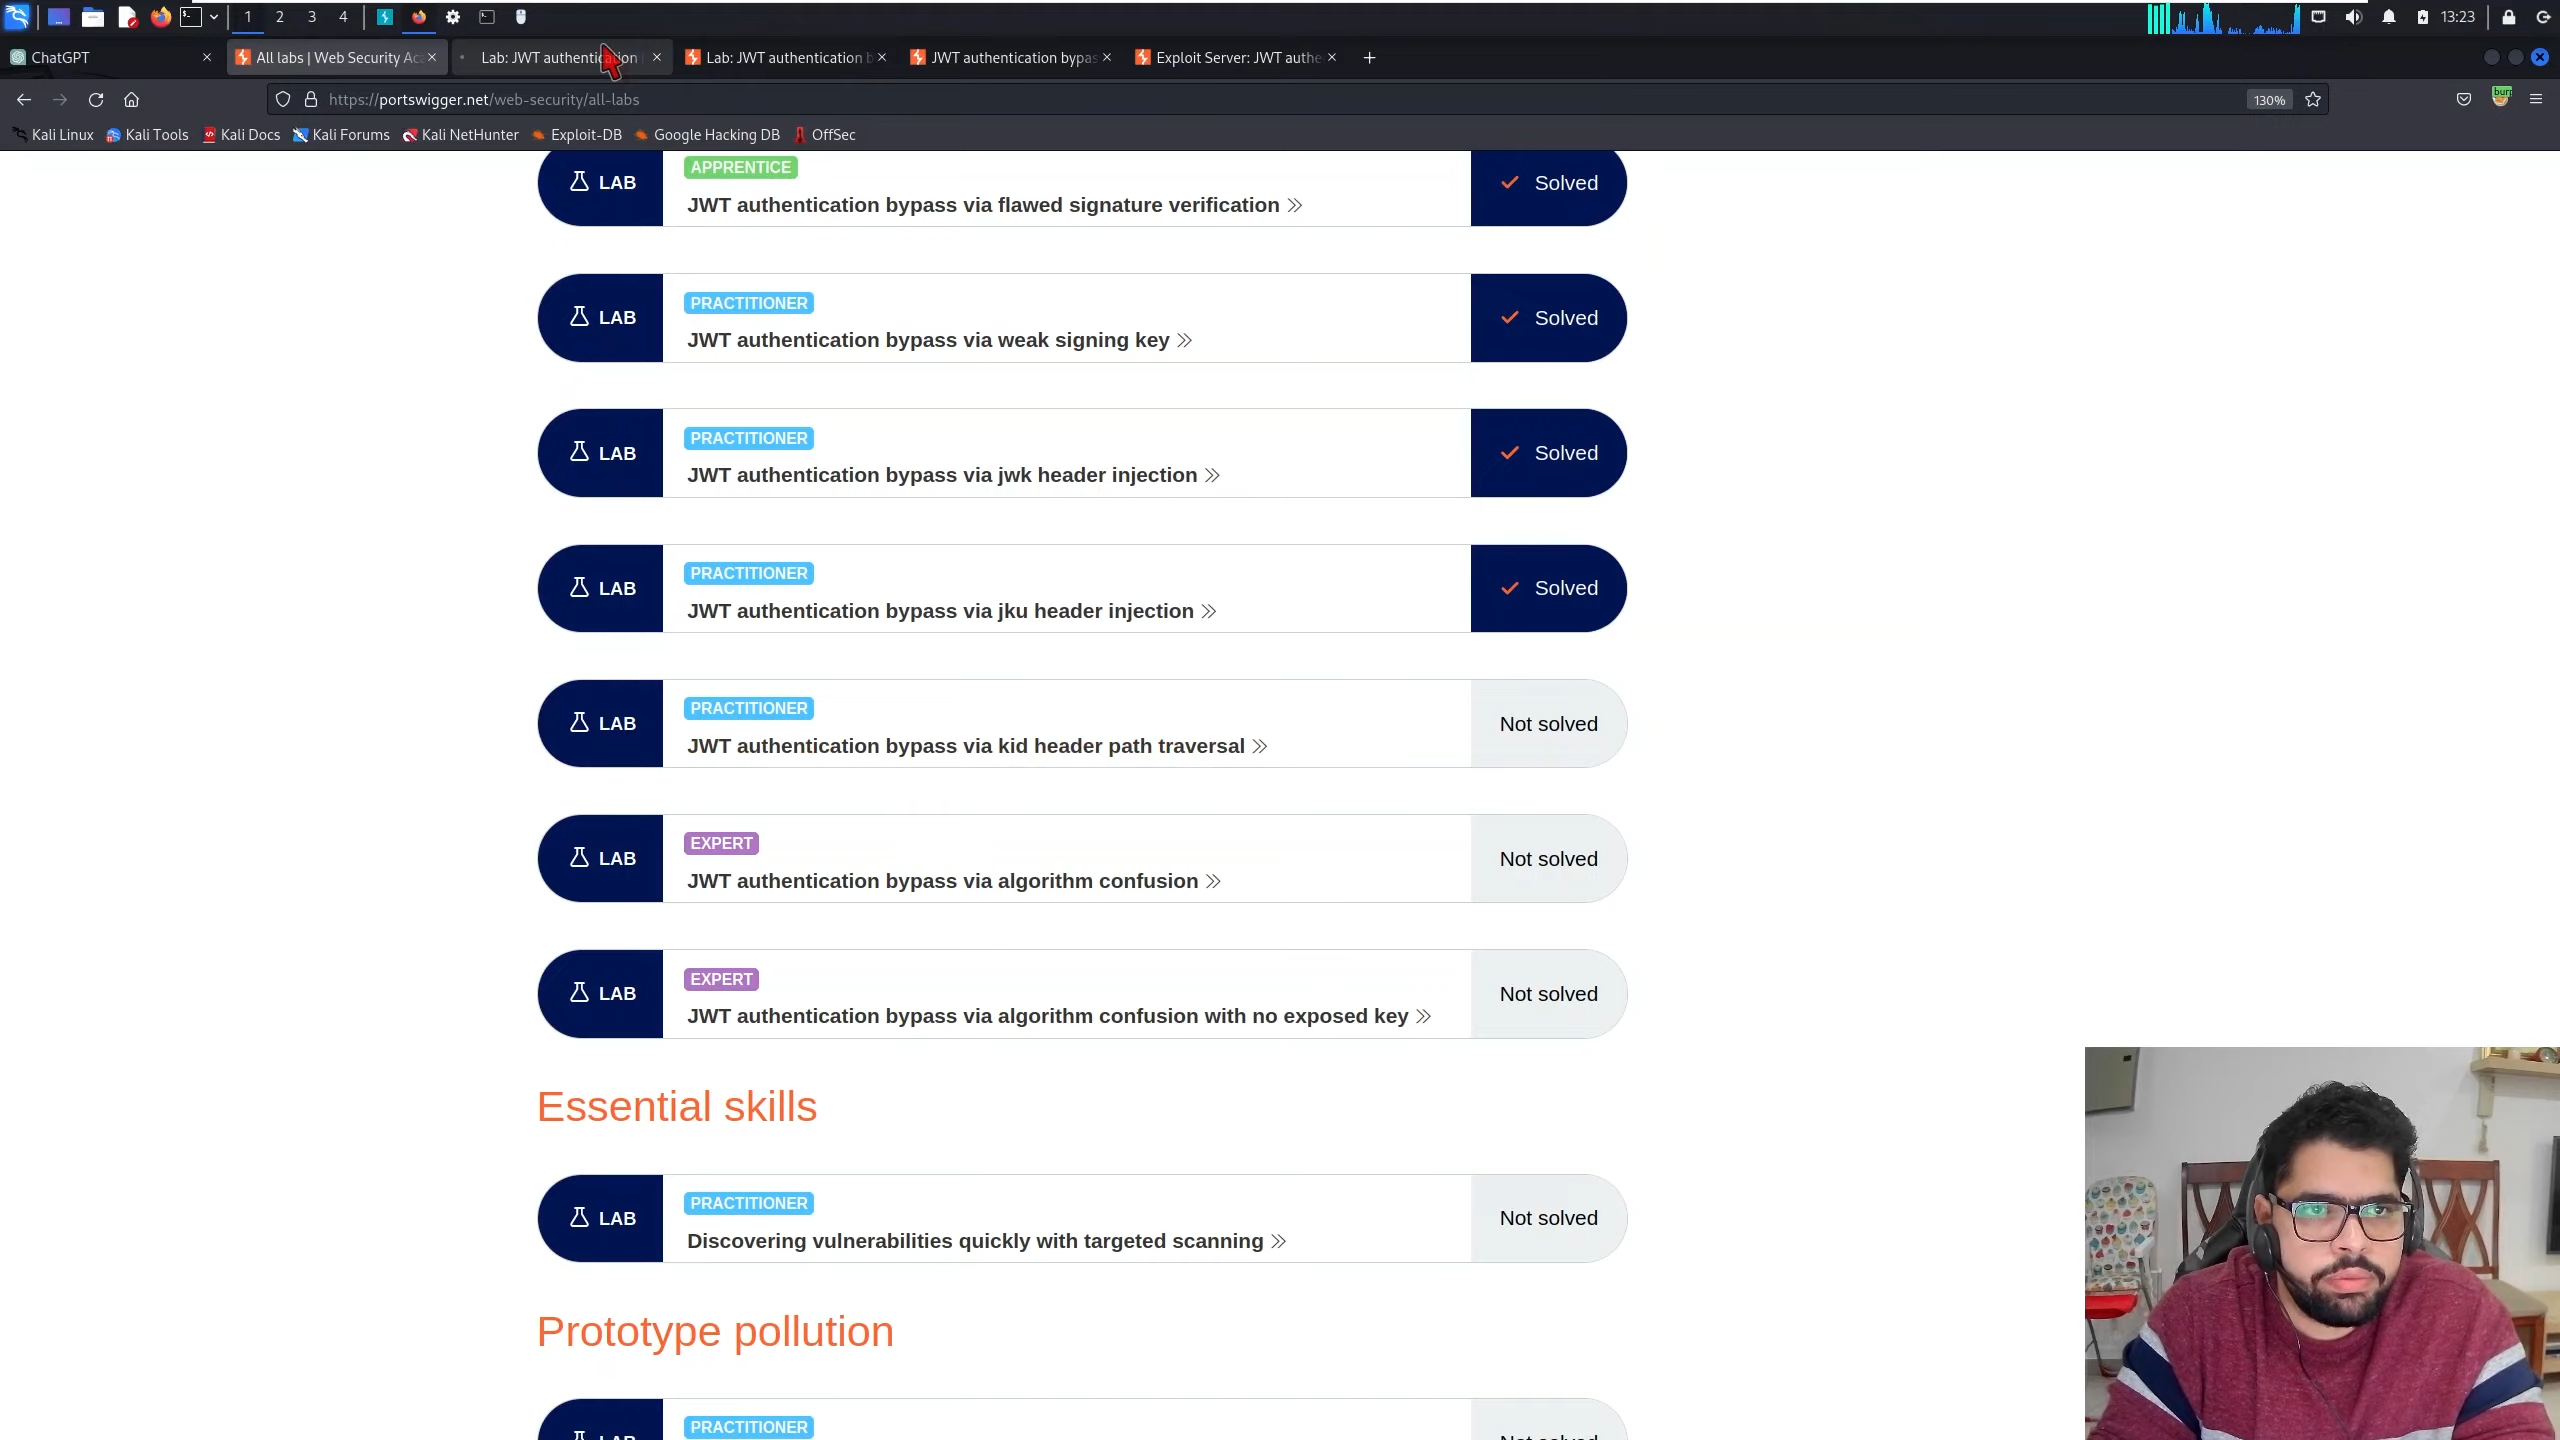 1 2 3 4
13:23
ChatGPT
All labs | Web Security Ac
Lab: JWT authentication
Lab: JWT authentication b
JWT authentication bypas
Exploit Server: JWT authe
https://portswigger.net/web-security/all-labs
130%
Kali Linux
Kali Tools
Kali Docs
Kali Forums
Kali NetHunter
Exploit-DB
Google Hacking DB
OffSec
LAB
APPRENTICE
JWT authentication bypass via flawed signature verification
Solved
LAB
PRACTITIONER
JWT authentication bypass via weak signing key
Solved
LAB
PRACTITIONER
JWT authentication bypass via jwk header injection
Solved
LAB
PRACTITIONER
JWT authentication bypass via jku header injection
Solved
LAB
PRACTITIONER
JWT authentication bypass via kid header path traversal
Not solved
LAB
EXPERT
JWT authentication bypass via algorithm confusion
Not solved
LAB
EXPERT
JWT authentication bypass via algorithm confusion with no exposed key
Not solved
Essential skills
LAB
PRACTITIONER
Discovering vulnerabilities quickly with targeted scanning
Not solved
Prototype pollution
LAB
PRACTITIONER
Not solved